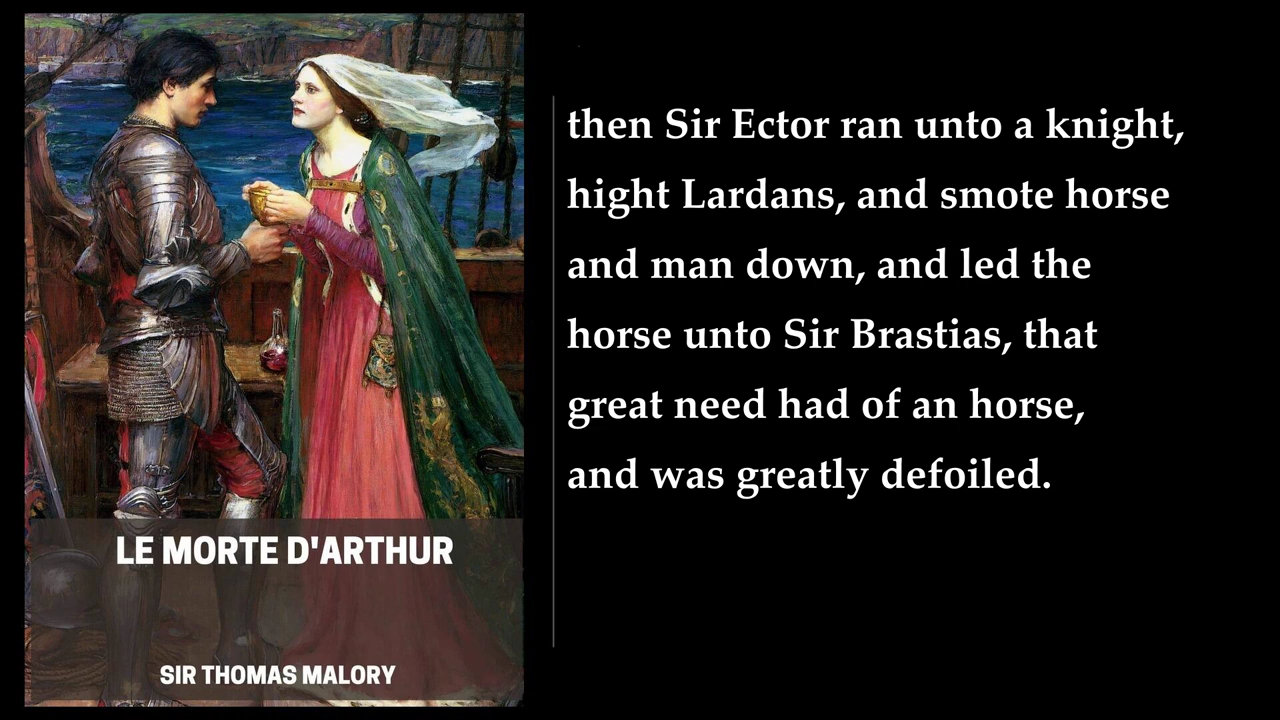 LE MORTE D'ARTHUR
SIR THOMAS MALORY
then Sir Ector ran unto a knight,
hight Lardans, and smote horse
and man down, and led the
horse unto Sir Brastias, that
great need had of an horse,
and was greatly defoiled.